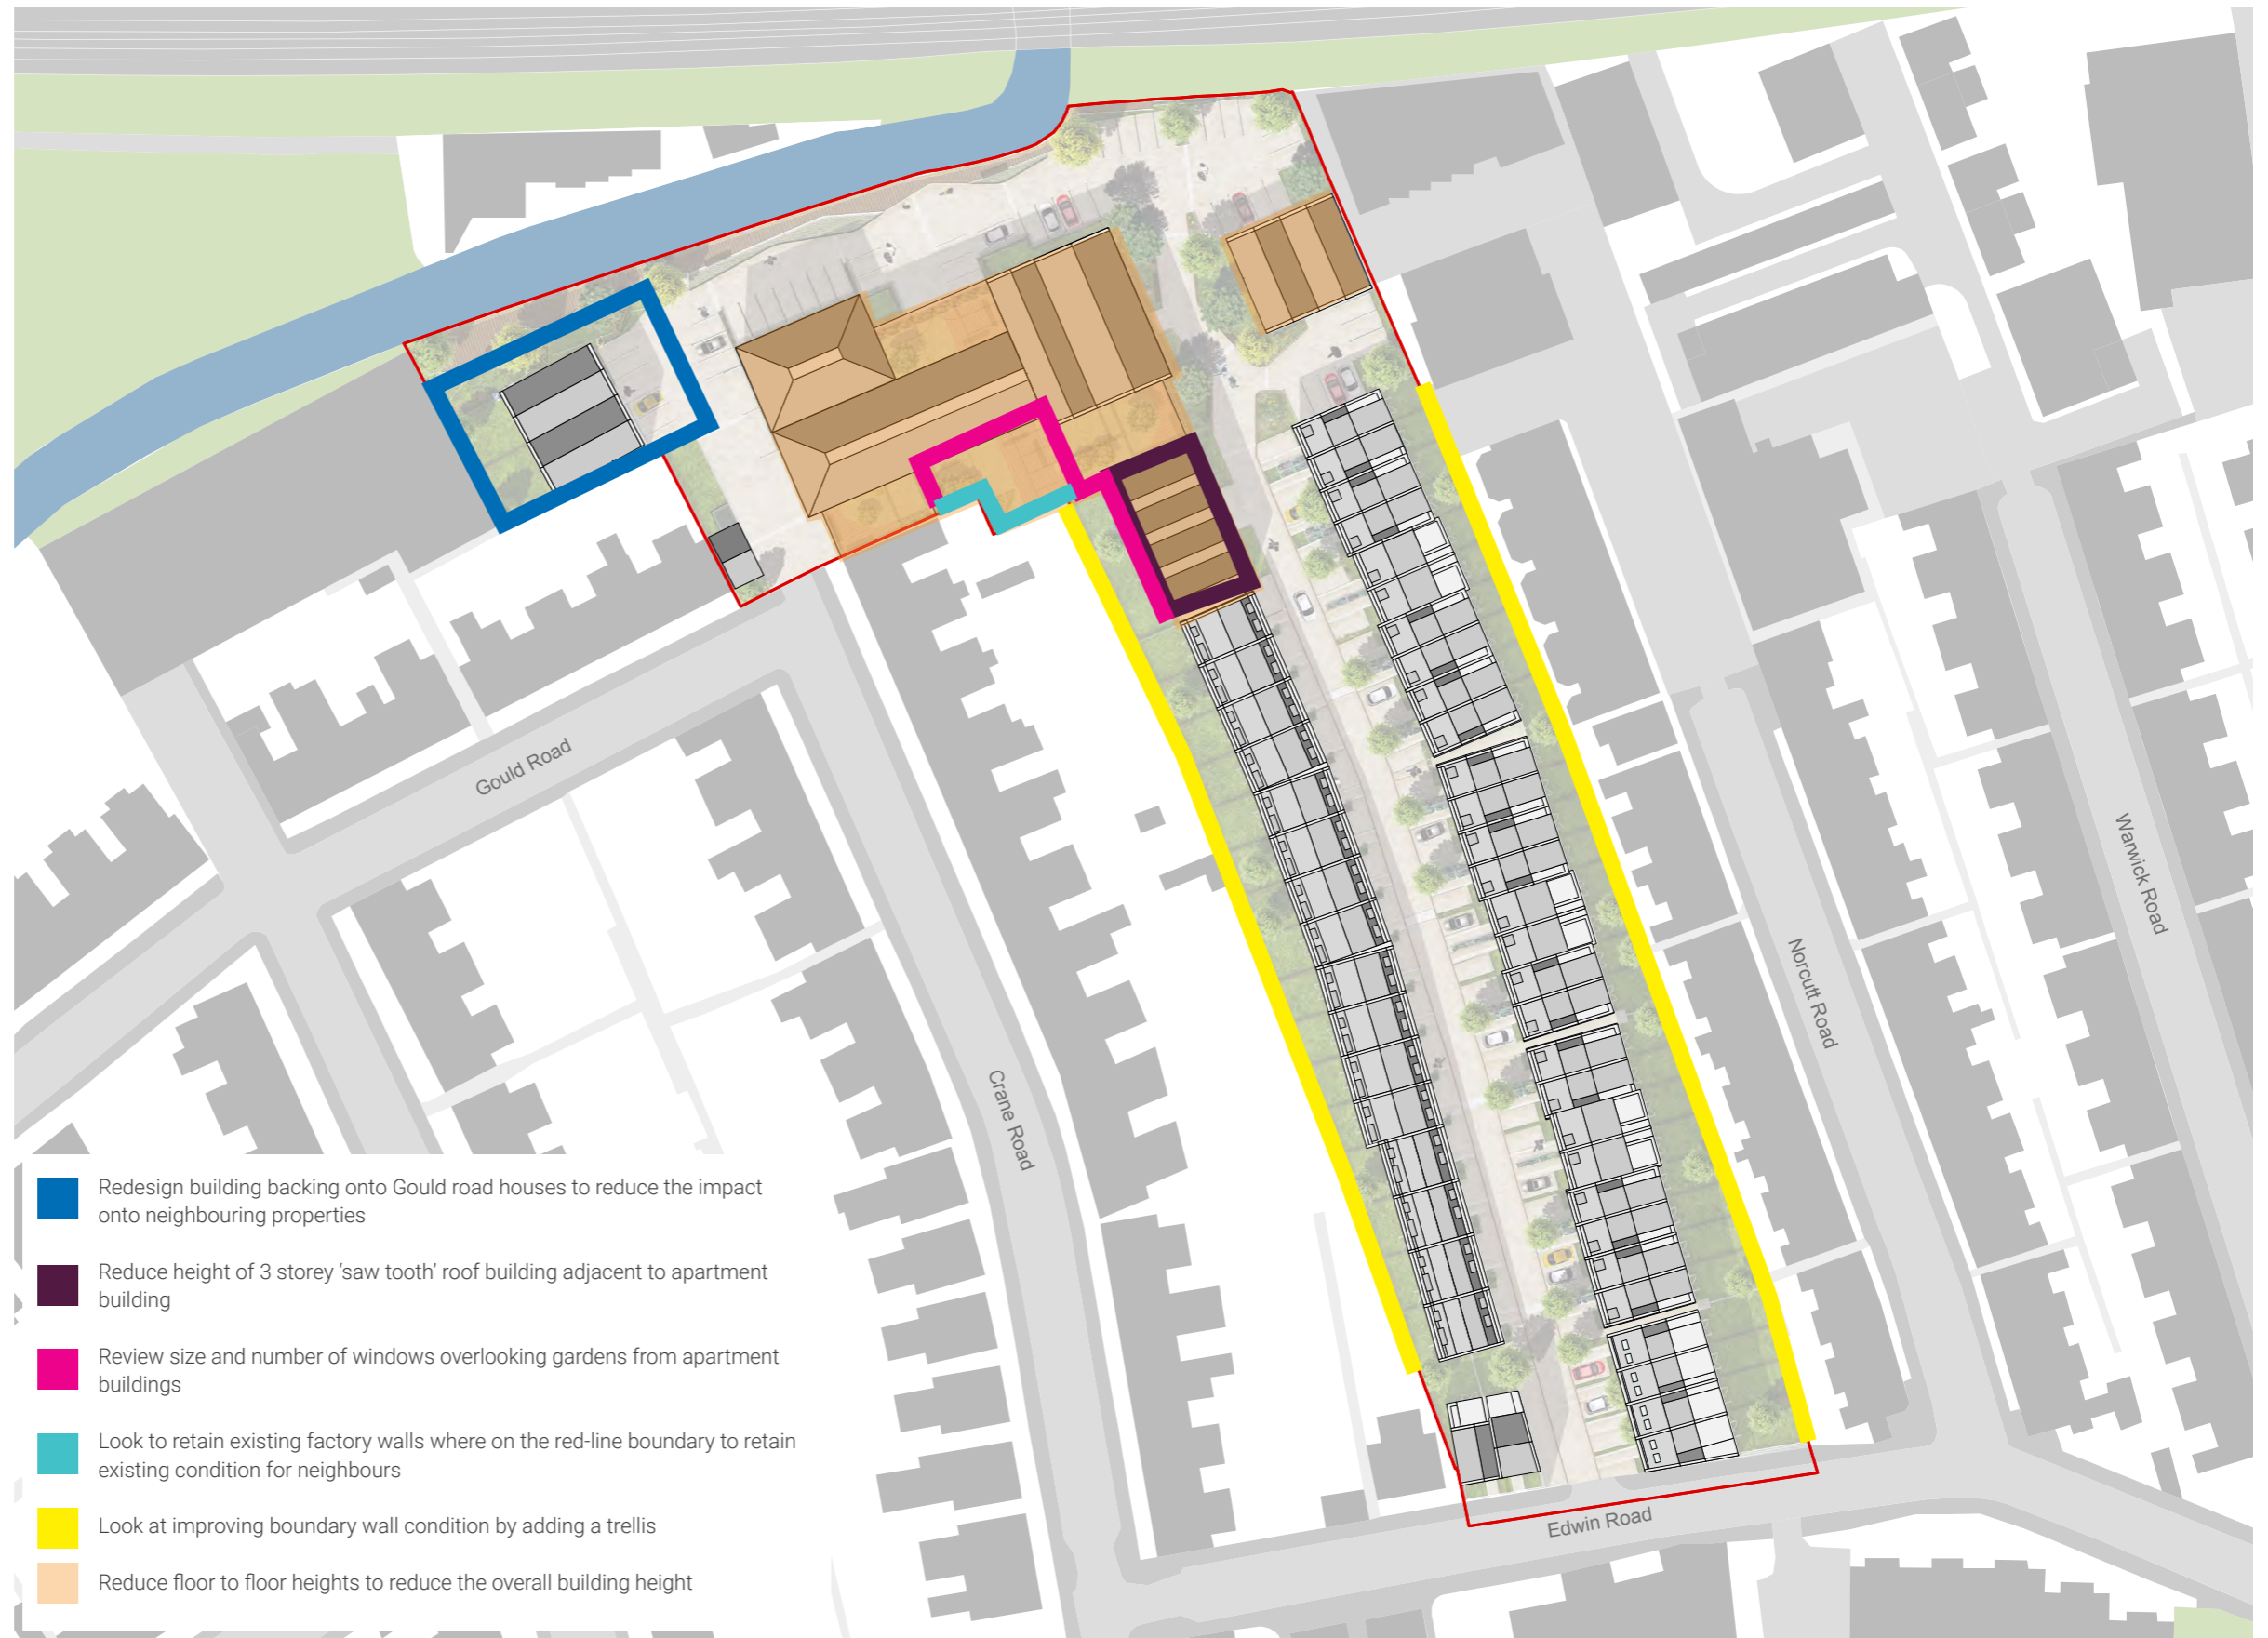 Gould Road
Crane Road
Norcutt Road
Warwick Road
Edwin Road
Redesign building backing onto Gould road houses to reduce the impact
onto neighbouring properties
Reduce height of 3 storey ‘saw tooth’ roof building adjacent to apartment
building
Review size and number of windows overlooking gardens from apartment
buildings
Look to retain existing factory walls where on the red-line boundary to retain
existing condition for neighbours
Look at improving boundary wall condition by adding a trellis
Reduce floor to floor heights to reduce the overall building height